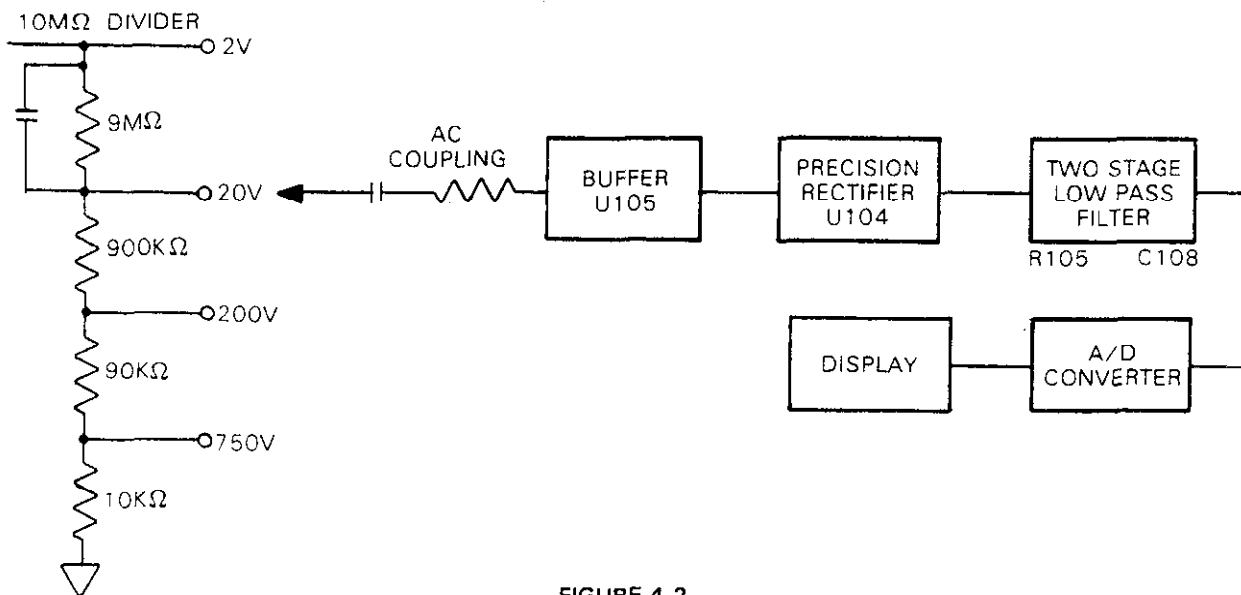 10MΩ DIVIDER
2V
9MΩ
20V
900KΩ
200V
90KΩ
750V
10KΩ
AC
COUPLING
BUFFER
U105
PRECISION
RECTIFIER
U104
TWO STAGE
LOW PASS
FILTER
R105 C108
DISPLAY
A/D
CONVERTER
FIGURE 4-2